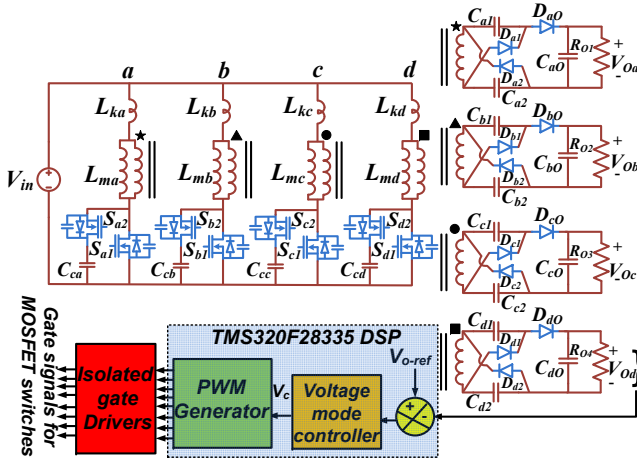 a b c d
L_ka L_kb L_kc L_kd
L_ma L_mb L_mc L_md
V_in
S_a2 S_b2 S_c2 S_d2
S_a1 S_b1 S_c1 S_d1
C_ca C_cb C_cc C_cd
C_a1 D_a1 D_aO R_O1 + V_Oa -
D_a2 C_aO
C_a2
C_b1 D_b1 D_bO R_O2 + V_Ob -
D_b2 C_bO
C_b2
C_c1 D_c1 D_cO R_O3 + V_Oc -
D_c2 C_cO
C_c2
C_d1 D_d1 D_dO R_O4 + V_Od -
D_d2 C_dO
C_d2
Gate signals for
MOSFET switches
Isolated
gate
Drivers
TMS320F28335 DSP
PWM
Generator
V_c
Voltage
mode
controller
V_o-ref
+ -